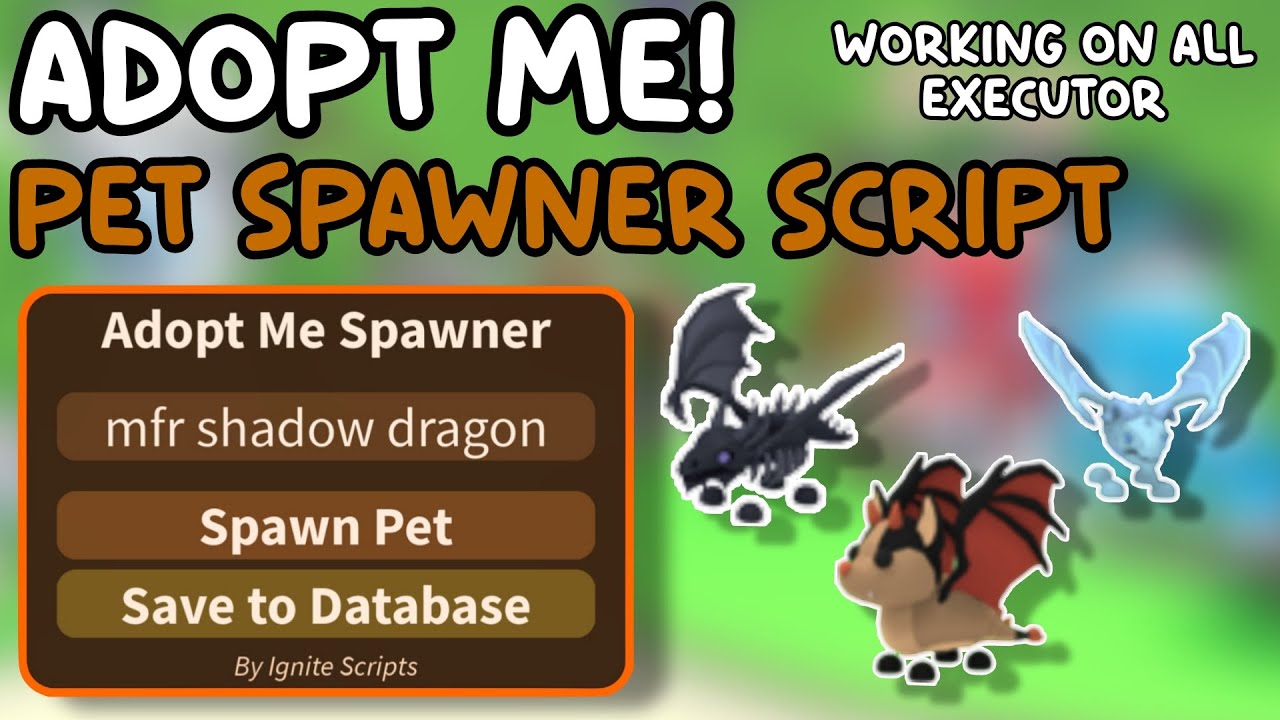 ADOPT ME!
WORKING ON ALL
EXECUTOR
PET SPAWNER SCRIPT
Adopt Me Spawner
mfr shadow dragon
Spawn Pet
Save to Database
By Ignite Scripts